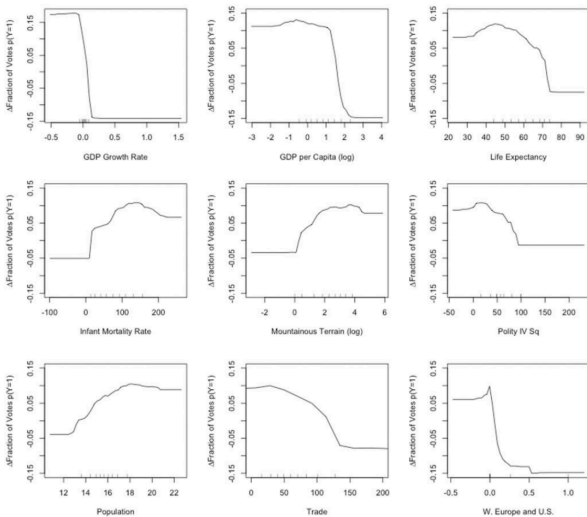 ΔFraction of Votes p(Y=1)
-0.15 -0.05 0.05 0.15
-0.5 0.0 0.5 1.0 1.5
GDP Growth Rate
ΔFraction of Votes p(Y=1)
-0.15 -0.05 0.05 0.15
-3 -2 -1 0 1 2 3 4
GDP per Capita (log)
ΔFraction of Votes p(Y=1)
-0.15 -0.05 0.05 0.15
20 30 40 50 60 70 80 90
Life Expectancy
ΔFraction of Votes p(Y=1)
-0.15 -0.05 0.05 0.15
-100 0 100 200
Infant Mortality Rate
ΔFraction of Votes p(Y=1)
-0.15 -0.05 0.05 0.15
-2 0 2 4 6
Mountainous Terrain (log)
ΔFraction of Votes p(Y=1)
-0.15 -0.05 0.05 0.15
-50 0 50 100 200
Polity IV Sq
ΔFraction of Votes p(Y=1)
-0.15 -0.05 0.05 0.15
12 14 16 18 20 22
Population
ΔFraction of Votes p(Y=1)
-0.15 -0.05 0.05 0.15
0 50 100 150 200
Trade
ΔFraction of Votes p(Y=1)
-0.15 -0.05 0.05 0.15
-0.5 0.0 0.5 1.0
W. Europe and U.S.